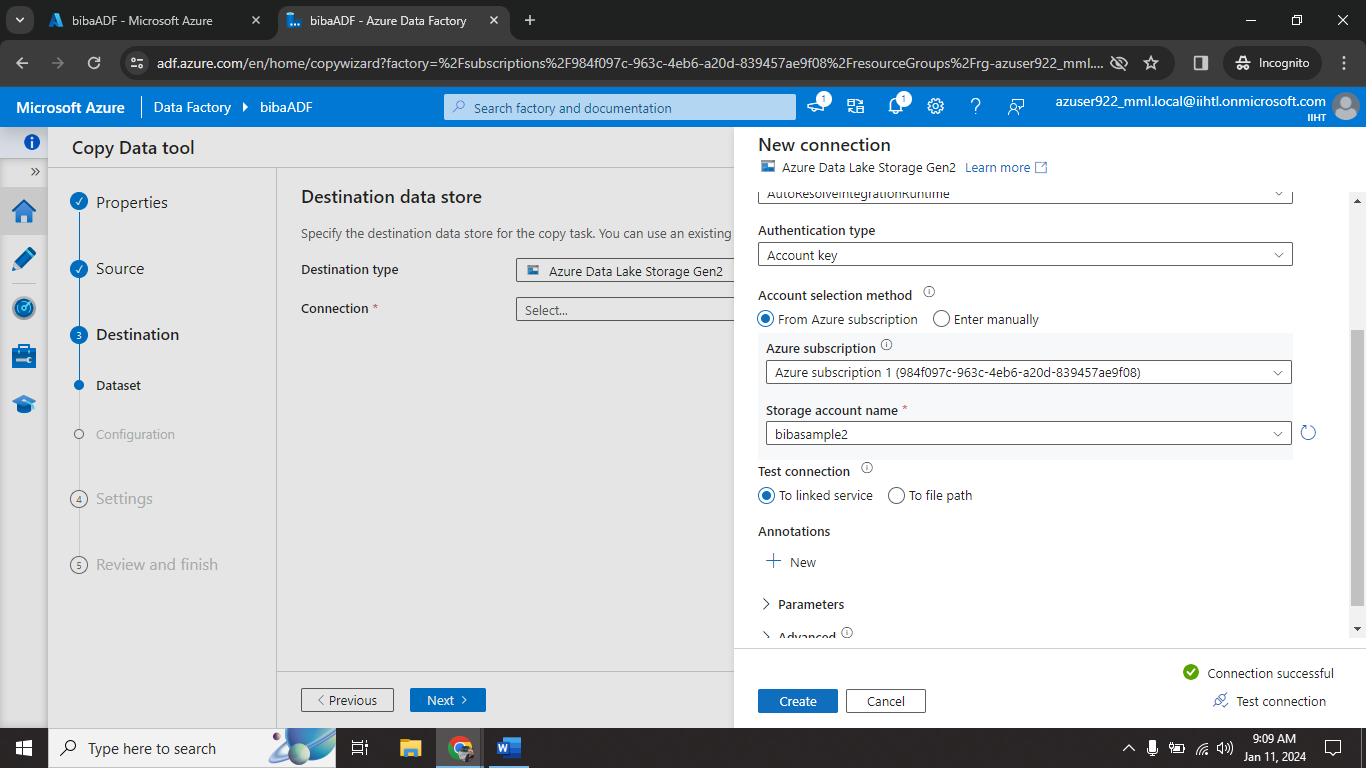 bibaADF - Microsoft Azure
bibaADF - Azure Data Factory
adf.azure.com/en/home/copywizard?factory=%2Fsubscriptions%2F984f097c-963c-4eb6-a20d-839457ae9f08%2FresourceGroups%2Frg-azuser922_mml....
Incognito
Microsoft Azure
Data Factory
bibaADF
Search factory and documentation
1
1
azuser922_mml.local@iihtl.onmicrosoft.com
IIHT
Copy Data tool
Properties
Source
3 Destination
Dataset
Configuration
4 Settings
5 Review and finish
Destination data store
Specify the destination data store for the copy task. You can use an existing
Destination type
Azure Data Lake Storage Gen2
Connection *
Select...
Previous
Next
New connection
Azure Data Lake Storage Gen2 Learn more
AutoResolveIntegrationRuntime
Authentication type
Account key
Account selection method
From Azure subscription
Enter manually
Azure subscription
Azure subscription 1 (984f097c-963c-4eb6-a20d-839457ae9f08)
Storage account name *
bibasample2
Test connection
To linked service
To file path
Annotations
New
Parameters
Advanced
Connection successful
Create
Cancel
Test connection
Type here to search
9:09 AM
Jan 11, 2024